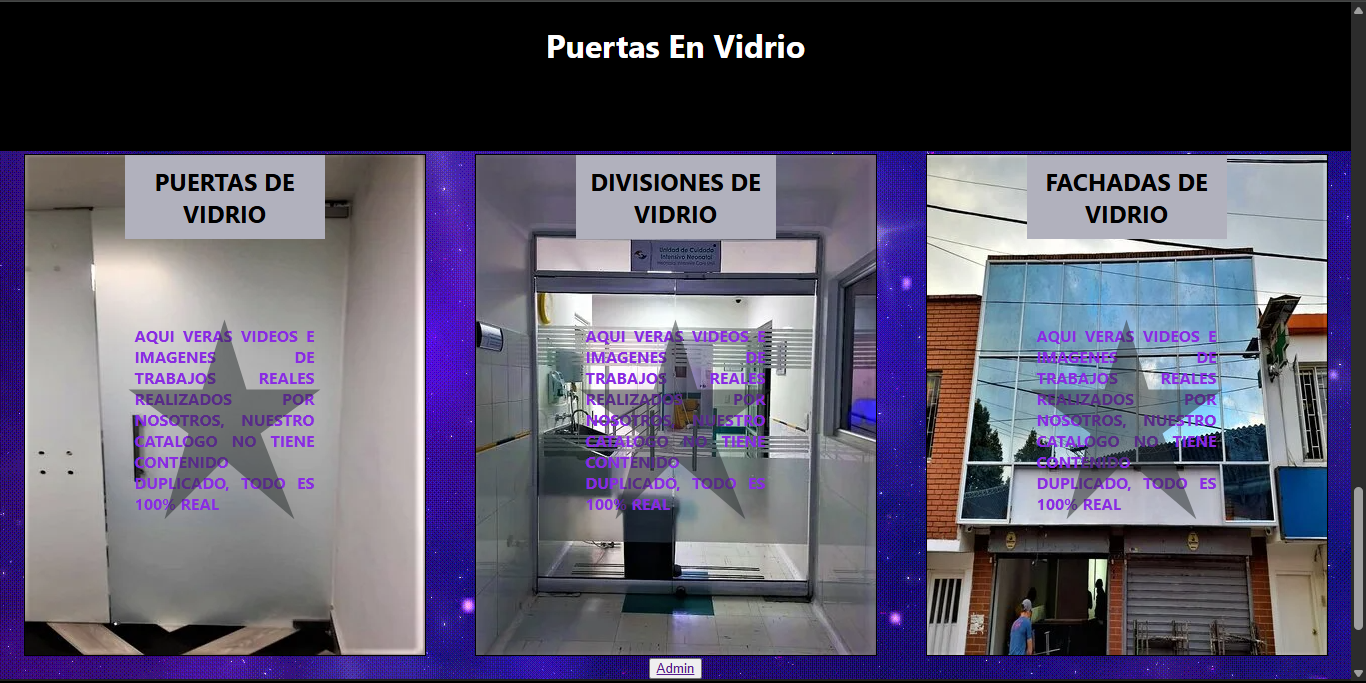 Puertas En Vidrio
PUERTAS DE
VIDRIO
AQUI VERAS VIDEOS E
IMAGENES DE
TRABAJOS REALES
REALIZADOS POR
NOSOTROS, NUESTRO
CATALOGO NO TIENE
CONTENIDO
DUPLICADO, TODO ES
100% REAL
DIVISIONES DE
VIDRIO
Unidad de Cuidado
Intensivo Neonatal
AQUI VERAS VIDEOS E
IMAGENES DE
TRABAJOS REALES
REALIZADOS POR
NOSOTROS, NUESTRO
CATALOGO NO TIENE
CONTENIDO
DUPLICADO, TODO ES
100% REAL
FACHADAS DE
VIDRIO
AQUI VERAS VIDEOS E
IMAGENES DE
TRABAJOS REALES
REALIZADOS POR
NOSOTROS, NUESTRO
CATALOGO NO TIENE
CONTENIDO
DUPLICADO, TODO ES
100% REAL
Admin